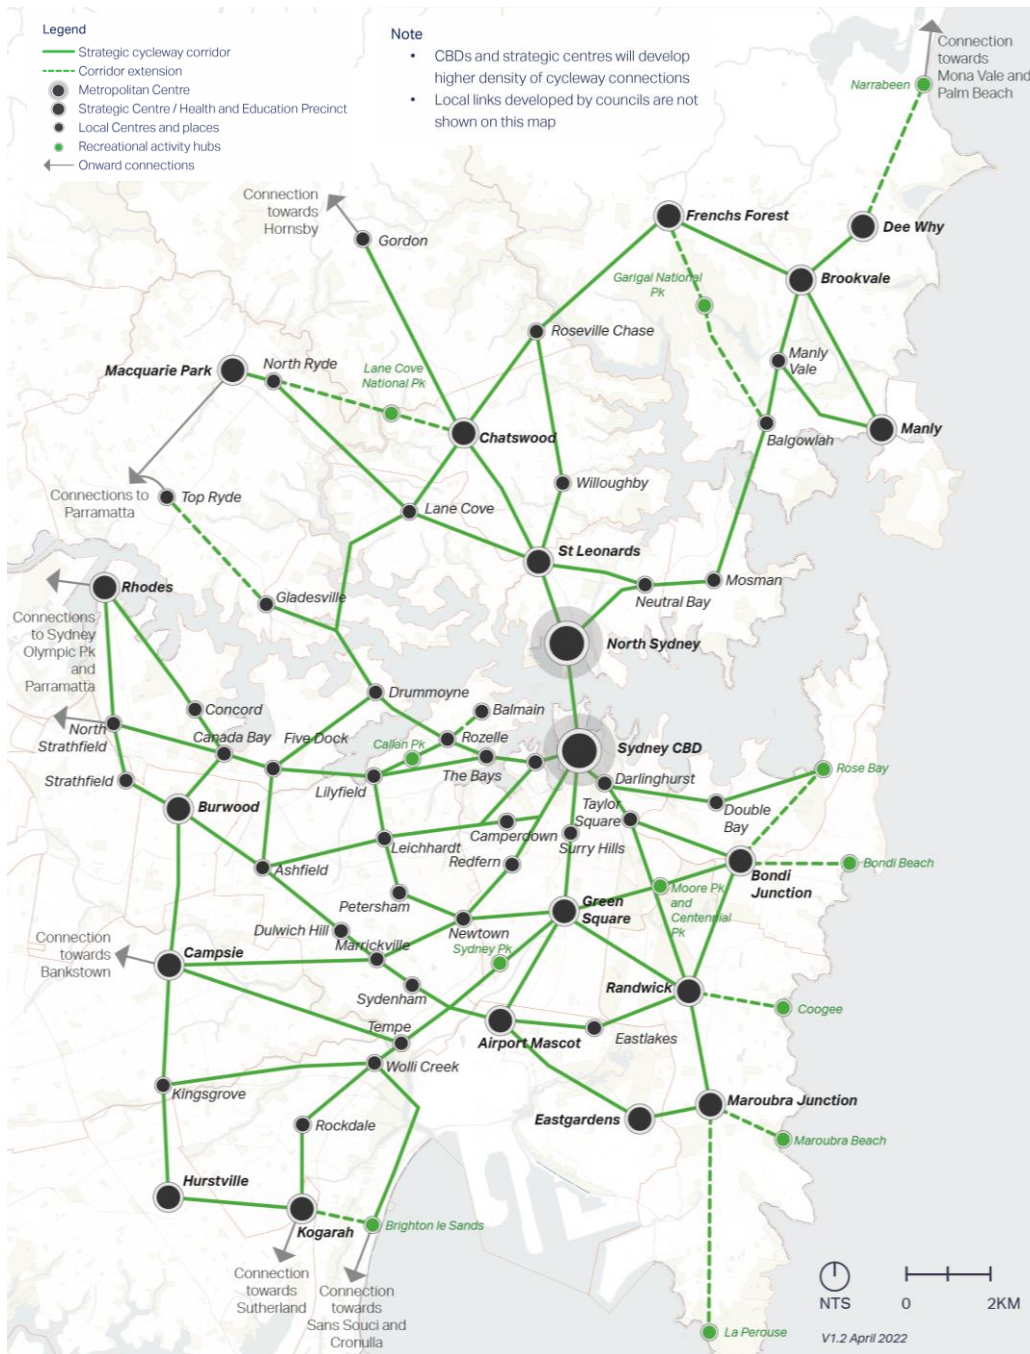 Legend
Strategic cycleway corridor
Corridor extension
Metropolitan Centre
Strategic Centre / Health and Education Precinct
Local Centres and places
Recreational activity hubs
Onward connections
Note
• CBDs and strategic centres will develop
higher density of cycleway connections
• Local links developed by councils are not
shown on this map
Connection
towards
Mona Vale and
Palm Beach
Narrabeen
Connection
towards
Hornsby
Gordon
Frenchs Forest
Dee Why
Garigal National
Pk
Brookvale
Roseville Chase
Macquarie Park
North Ryde
Lane Cove
National Pk
Manly
Vale
Chatswood
Manly
Balgowlah
Connections to
Parramatta
Top Ryde
Willoughby
Lane Cove
St Leonards
Rhodes
Mosman
Gladesville
Neutral Bay
Connections
to Sydney
Olympic Pk
and
Parramatta
North Sydney
Drummoyne
Concord
Balmain
North
Strathfield
Canada Bay
Five Dock
Callan Pk
Rozelle
Sydney CBD
Strathfield
Lilyfield
The Bays
Darlinghurst
Rose Bay
Burwood
Taylor
Square
Double
Bay
Camperdown
Leichhardt
Surry Hills
Redfern
Ashfield
Bondi
Junction
Bondi Beach
Petersham
Green
Square
Moore Pk
and
Centennial
Pk
Dulwich Hill
Newtown
Connection
towards
Bankstown
Campsie
Marrickville
Sydney Pk
Sydenham
Randwick
Coogee
Tempe
Airport Mascot
Eastlakes
Wolli Creek
Kingsgrove
Rockdale
Eastgardens
Maroubra Junction
Maroubra Beach
Hurstville
Kogarah
Brighton le Sands
Connection
towards
Sutherland
Connection
towards
Sans Souci and
Cronulla
NTS
0 2KM
La Perouse
V1.2 April 2022